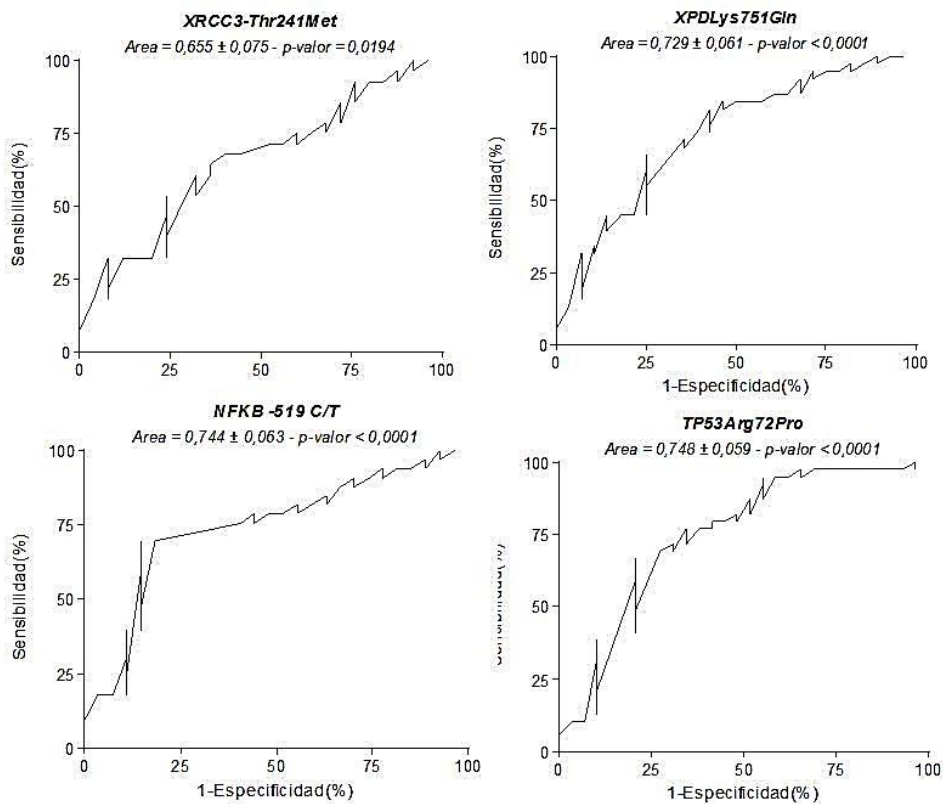 XRCC3-Thr241Met
Area = 0,655 ± 0,075 - p-valor = 0,0194
100
75
50
25
0
Sensibilidad(%)
0 25 50 75 100
XPDLys751Gln
Area = 0,729 ± 0,061 - p-valor < 0,0001
100
75
50
25
0
Sensibilidad(%)
0 25 50 75 100
1-Especificidad(%)
NFKB -519 C/T
Area = 0,744 ± 0,063 - p-valor < 0,0001
100
75
50
25
0
Sensibilidad(%)
0 25 50 75 100
1-Especificidad(%)
TP53Arg72Pro
Area = 0,748 ± 0,059 - p-valor < 0,0001
100
75
50
25
0
0 25 50 75 100
1-Especificidad(%)